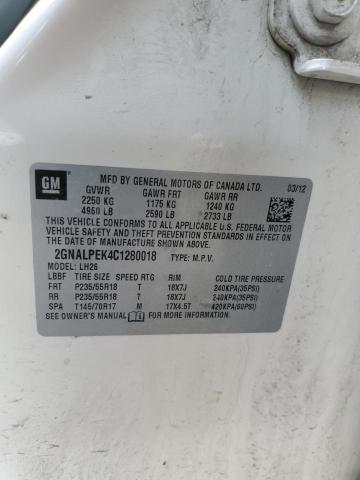 GM
MFD BY GENERAL MOTORS OF CANADA LTD.
GVWR GAWR FRT GAWR RR 03/12
2250 KG 1175 KG 1240 KG
4960 LB 2590 LB 2733 LB
THIS VEHICLE CONFORMS TO ALL APPLICABLE U.S. FEDERAL MOTOR
VEHICLE SAFETY AND THEFT PREVENTION STANDARDS IN EFFECT
ON THE DATE OF MANUFACTURE SHOWN ABOVE.
2GNALPEK4C1280018 TYPE: M.P.V.
MODEL: LH26
LBBF TIRE SIZE SPEED RTG RIM COLD TIRE PRESSURE
FRT P235/55R18 T 18X7J 240KPA(35PSI)
RR P235/55R18 T 18X7J 240KPA(35PSI)
SPA T145/70R17 M 17X4.5T 420KPA(60PSI)
SEE OWNER'S MANUAL FOR ADDITIONAL INFORMATION.